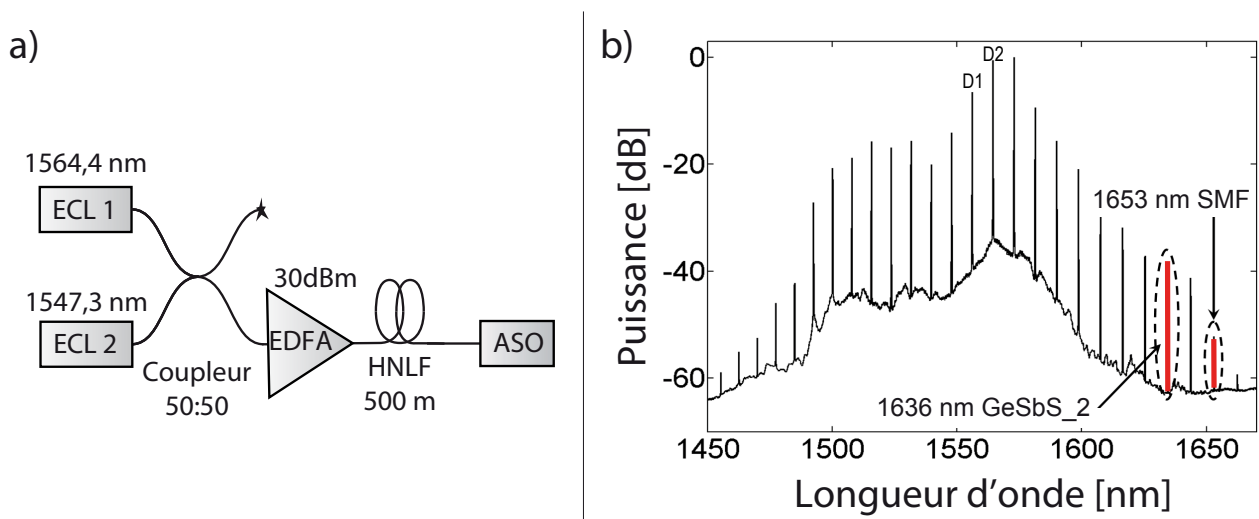 a)
1564,4 nm
ECL 1
1547,3 nm
ECL 2
Coupleur
50:50
30dBm
EDFA
HNLF
500 m
ASO
b)
Puissance [dB]
0
-20
-40
-60
D1
D2
1653 nm SMF
1636 nm GeSbS_2
1450
1500
1550
1600
1650
Longueur d'onde [nm]